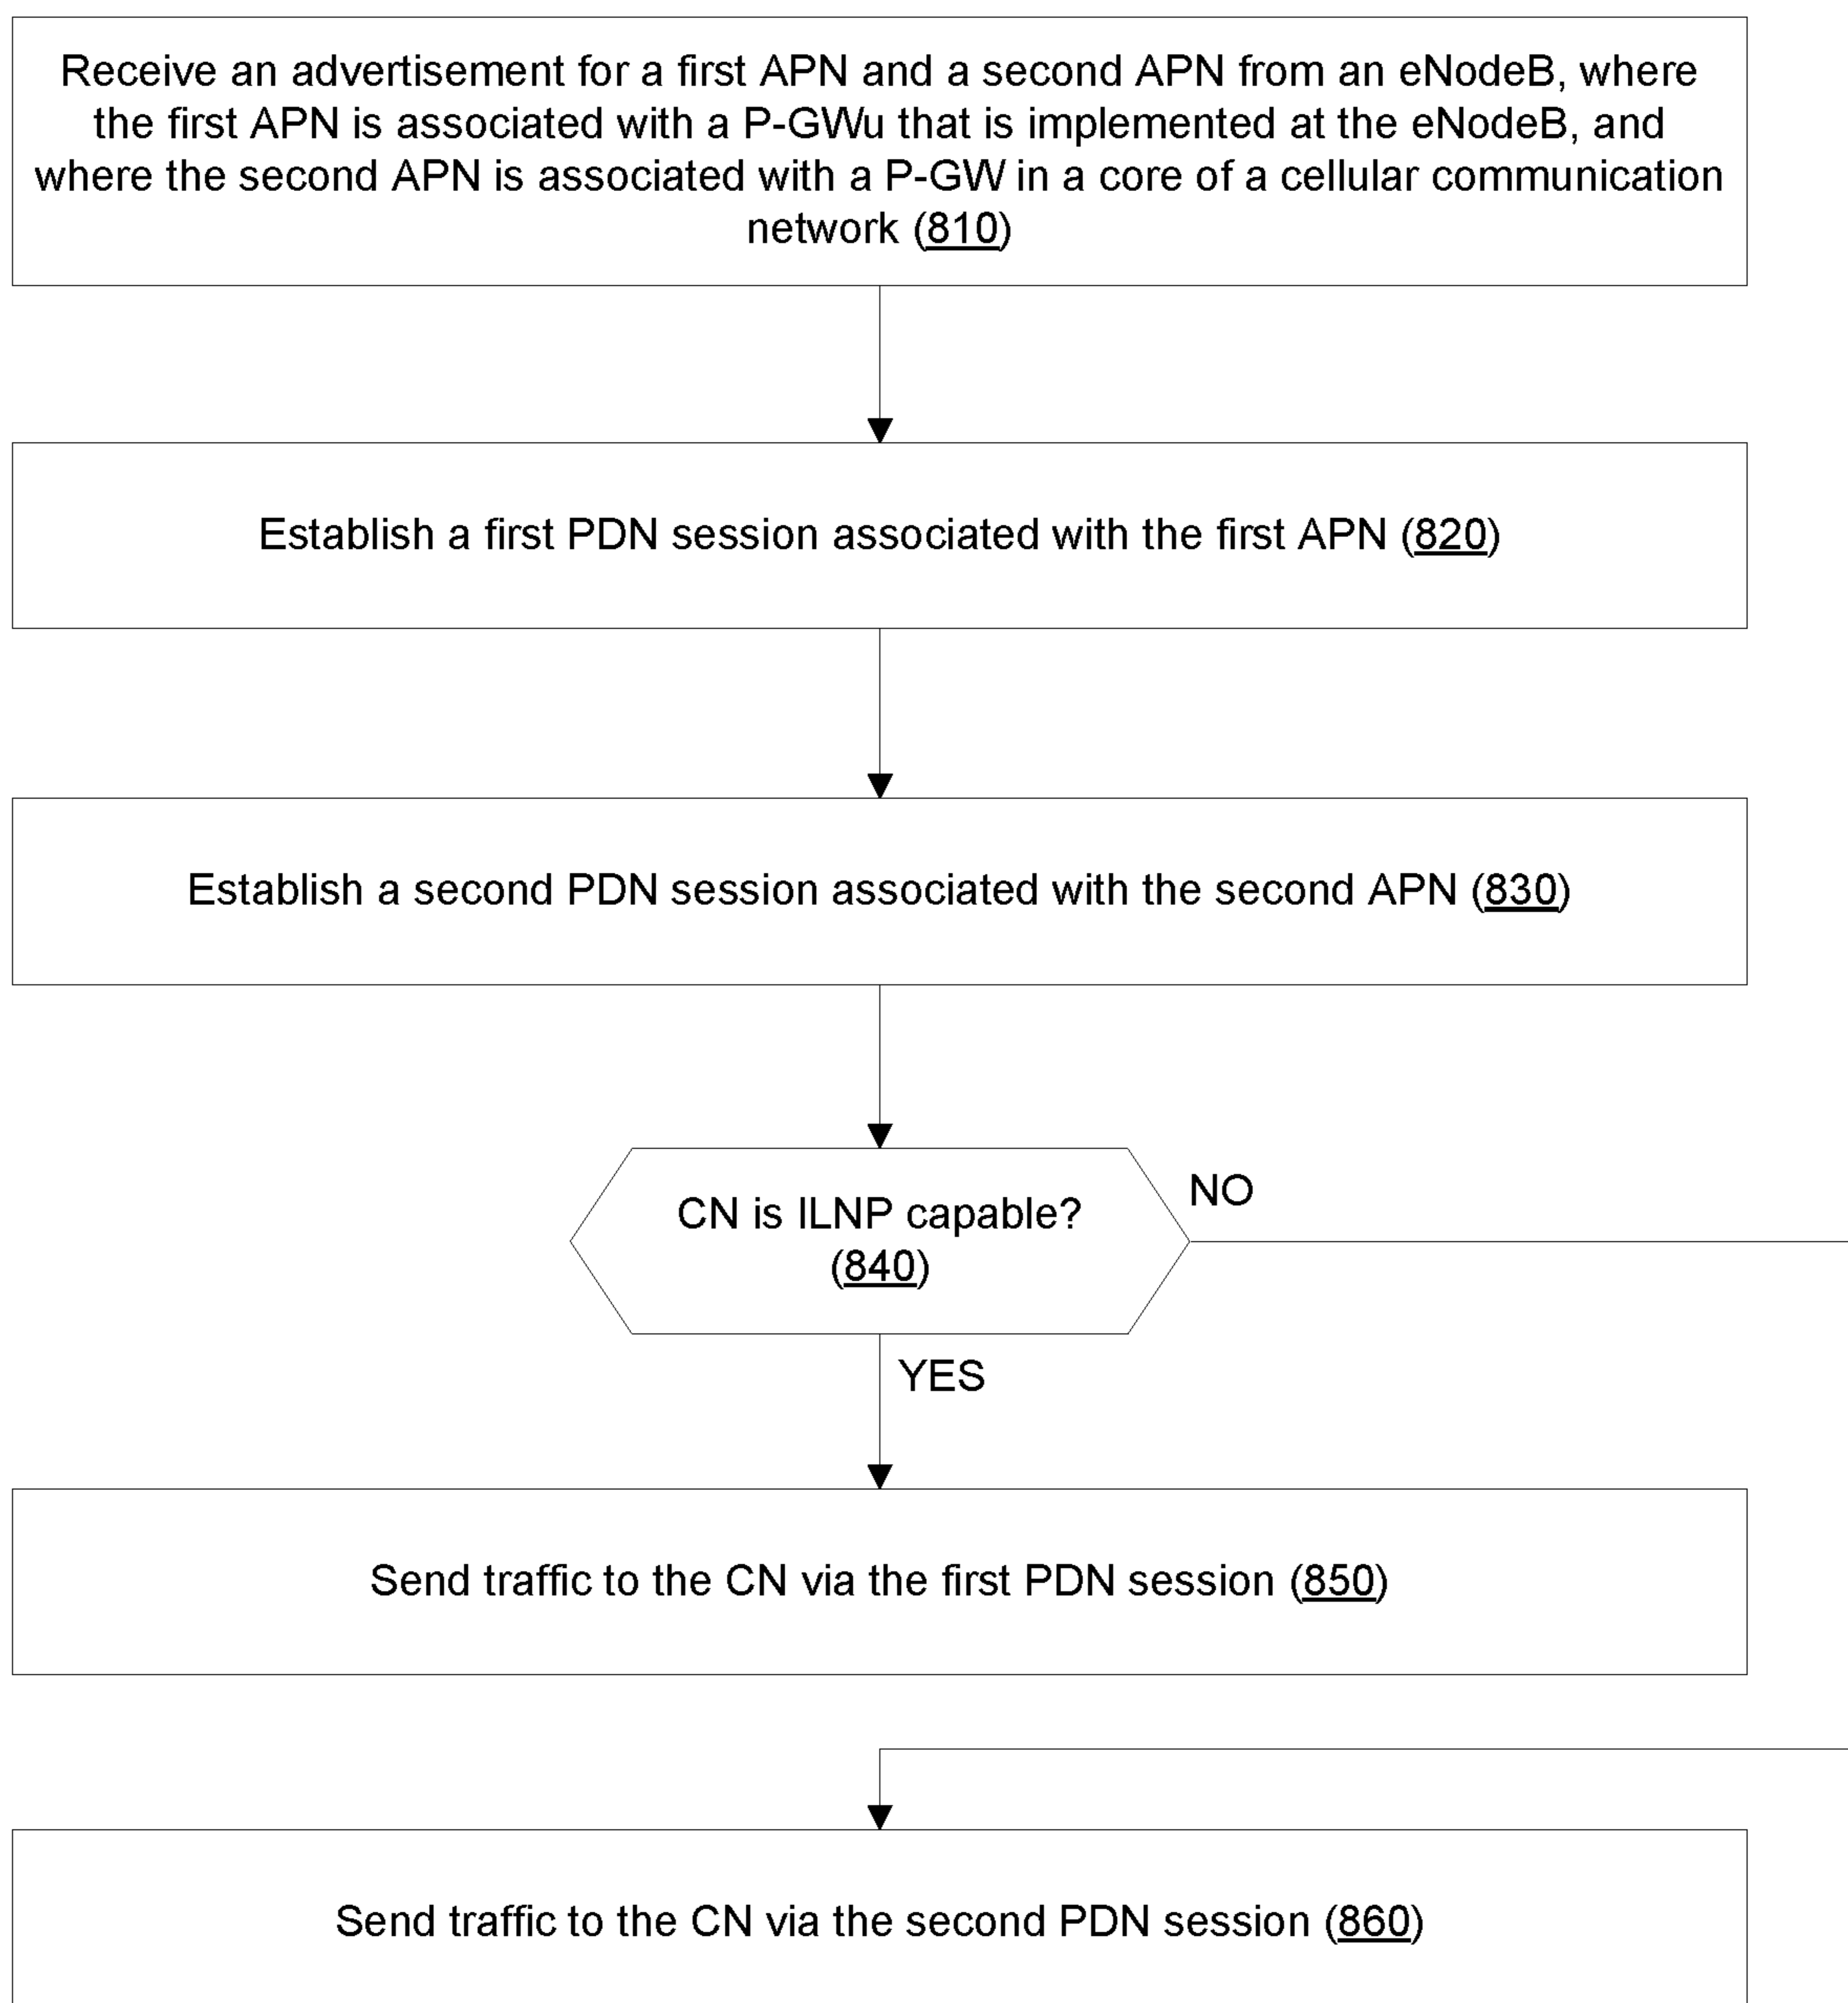 Receive an advertisement for a first APN and a second APN from an eNodeB, where
the first APN is associated with a P-GWu that is implemented at the eNodeB, and
where the second APN is associated with a P-GW in a core of a cellular communication
network (810)
Establish a first PDN session associated with the first APN (820)
Establish a second PDN session associated with the second APN (830)
CN is ILNP capable?
(840)
NO
YES
Send traffic to the CN via the first PDN session (850)
Send traffic to the CN via the second PDN session (860)